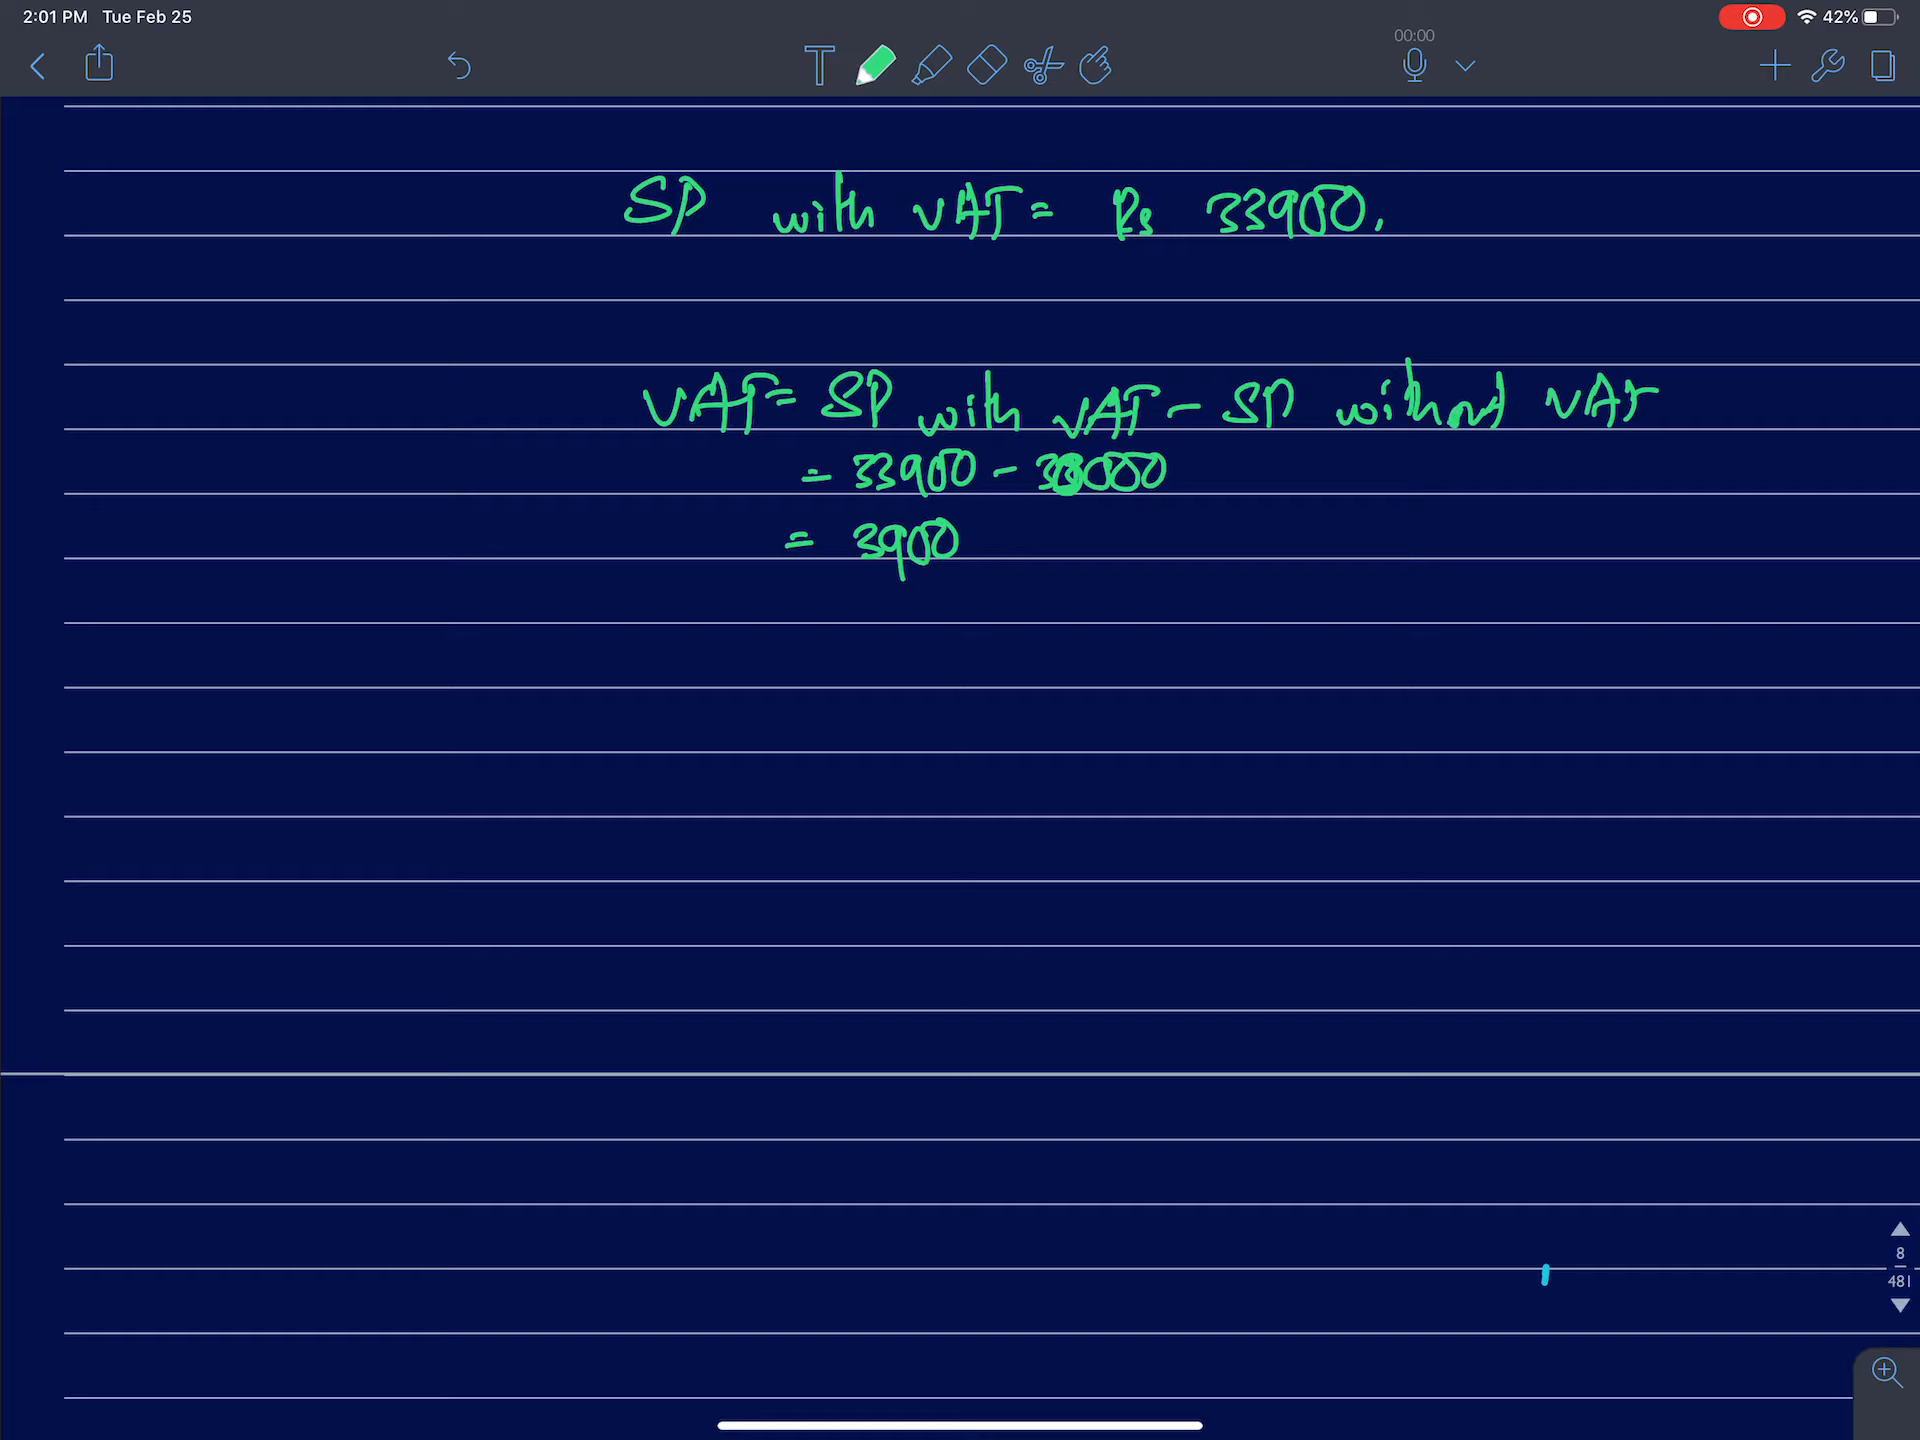 2:01 PM Tue Feb 25
42%
00:00
SP with VAT = Rs 33900.
VAT = SP with VAT - SP without VAT
= 33900 - 30000
= 3900
8
481